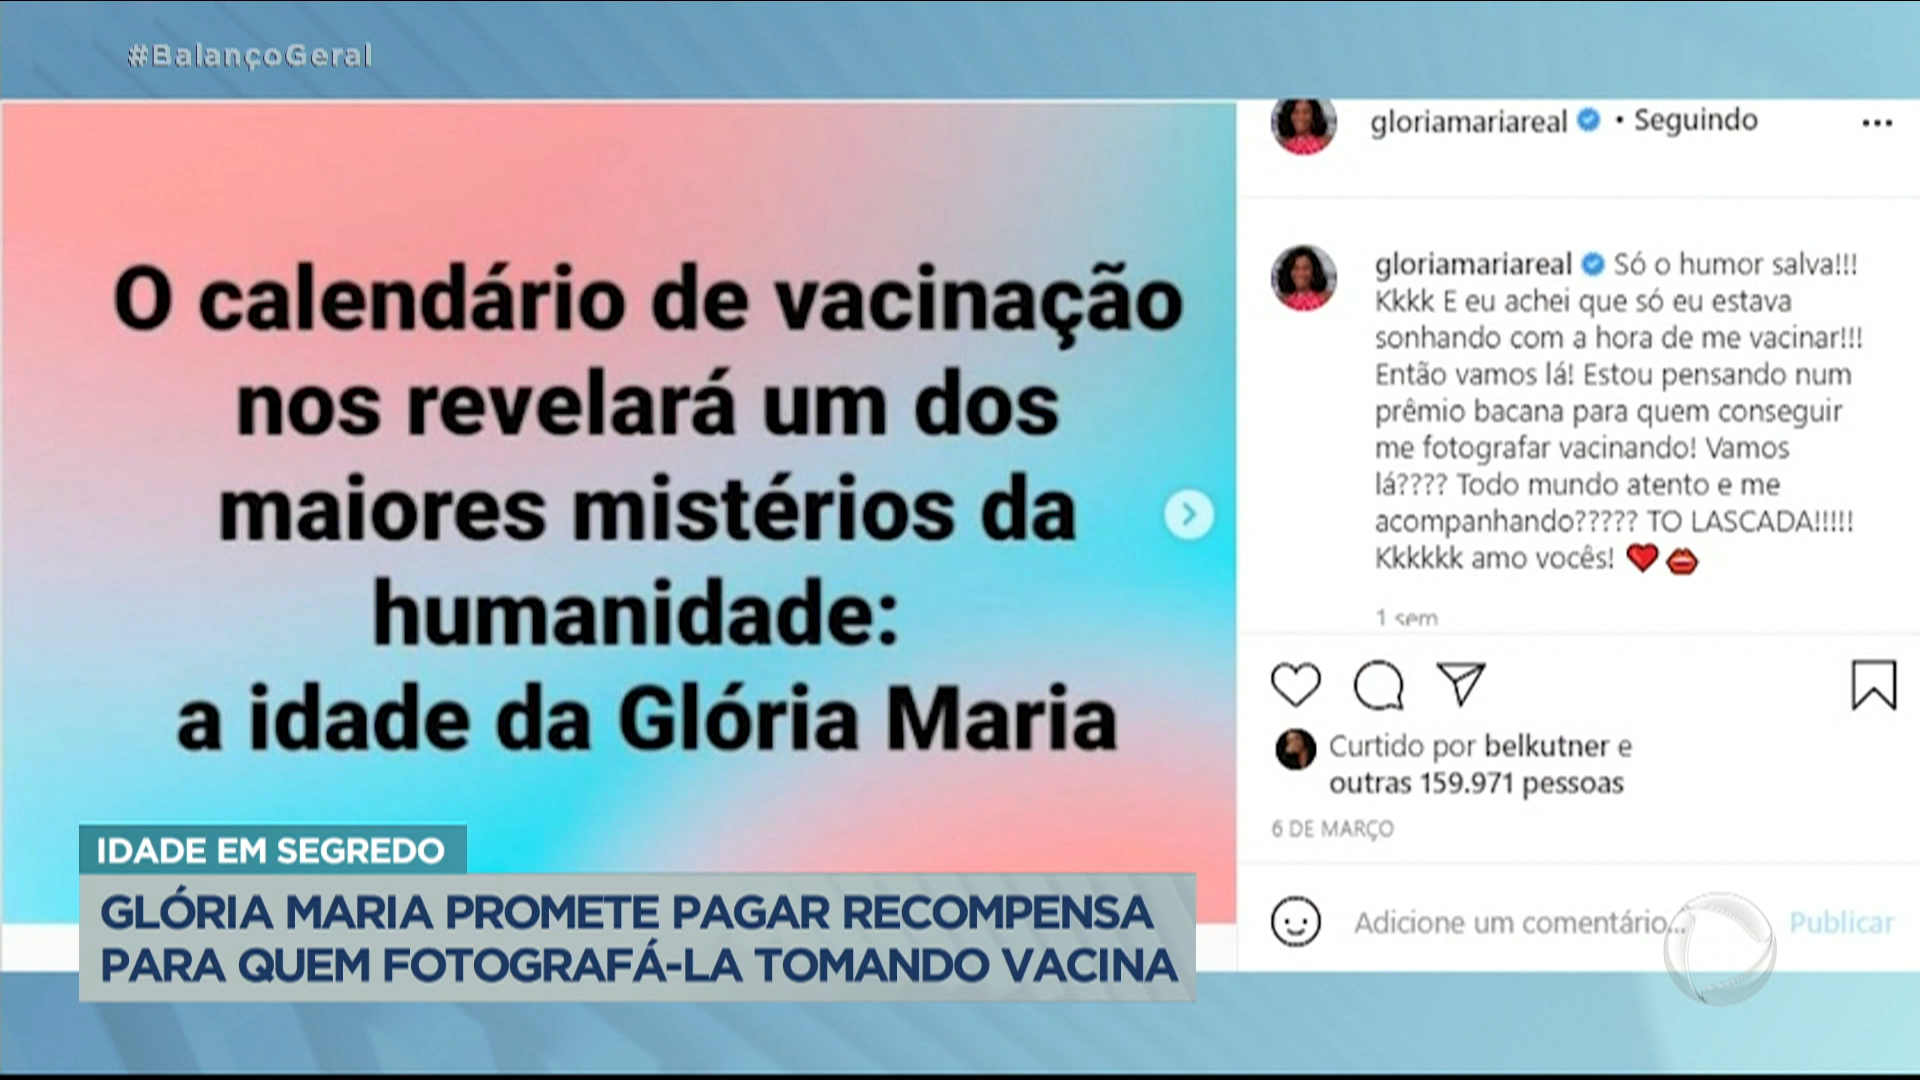 #BalançoGeral
O calendário de vacinação
nos revelará um dos
maiores mistérios da
humanidade:
a idade da Glória Maria
gloriamariareal • Seguindo
gloriamariareal Só o humor salva!!!
Kkkk E eu achei que só eu estava
sonhando com a hora de me vacinar!!!
Então vamos lá! Estou pensando num
prêmio bacana para quem conseguir
me fotografar vacinando! Vamos
lá???? Todo mundo atento e me
acompanhando????? TO LASCADA!!!!!
Kkkkkk amo vocês! ❤️💋
1 sem
Curtido por belkutner e
outras 159.971 pessoas
6 DE MARÇO
Adicione um comentário... Publicar
IDADE EM SEGREDO
GLÓRIA MARIA PROMETE PAGAR RECOMPENSA
PARA QUEM FOTOGRAFÁ-LA TOMANDO VACINA